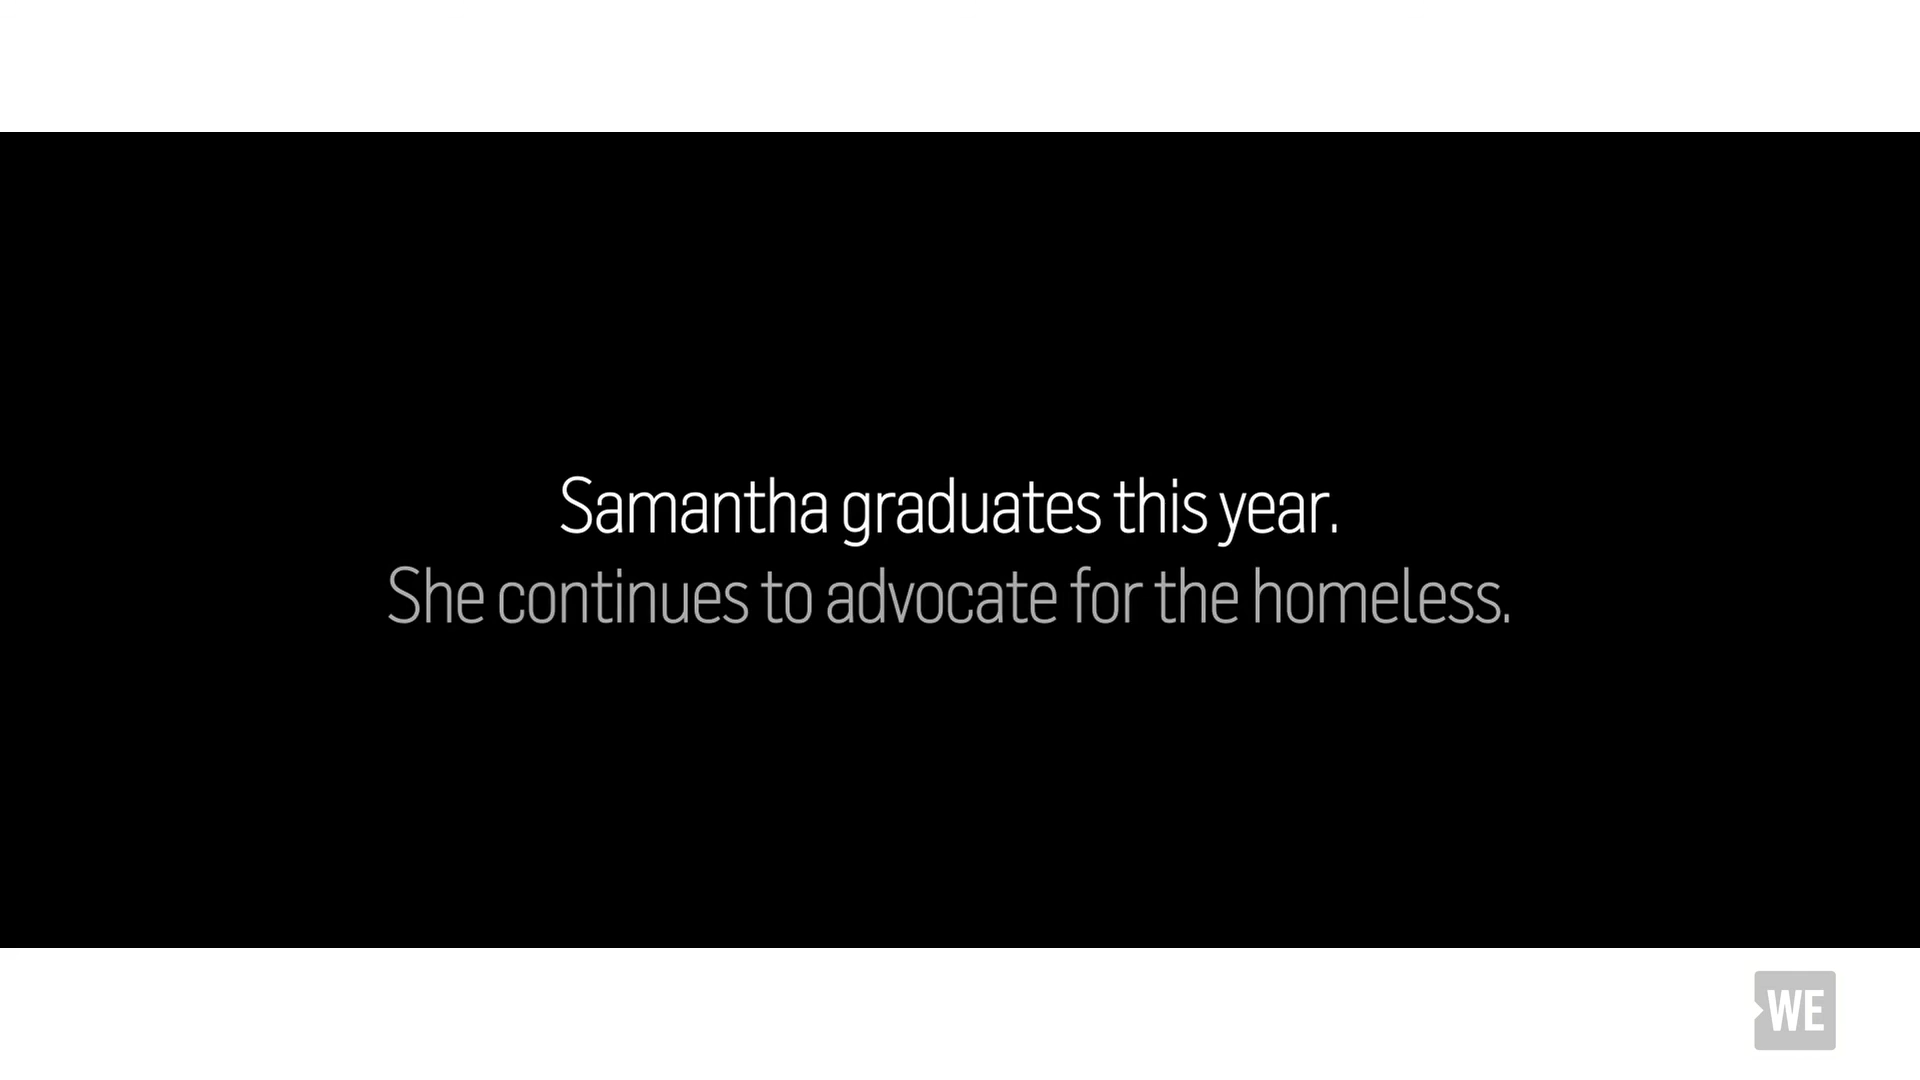 Samantha graduates this year.
She continues to advocate for the homeless.
WE